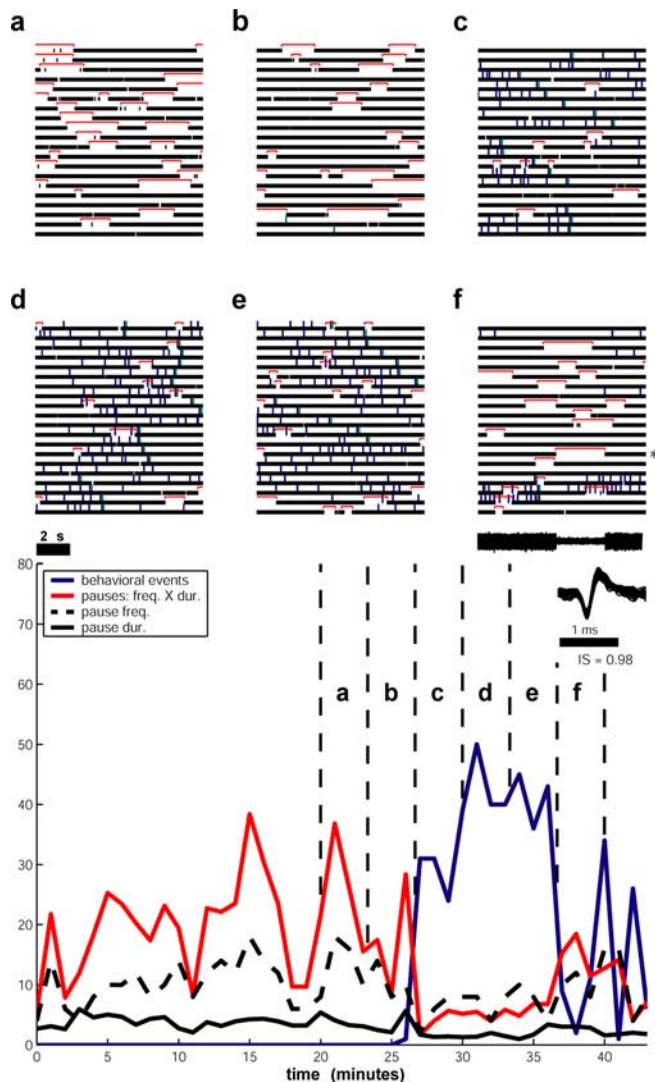 a
b
c
d
e
f
*
2 s
80
70
60
50
40
30
20
10
0
behavioral events
pauses: freq. X dur.
pause freq.
pause dur.
1 ms
IS = 0.98
a
b
c
d
e
f
0
5
10
15
20
25
30
35
40
time (minutes)